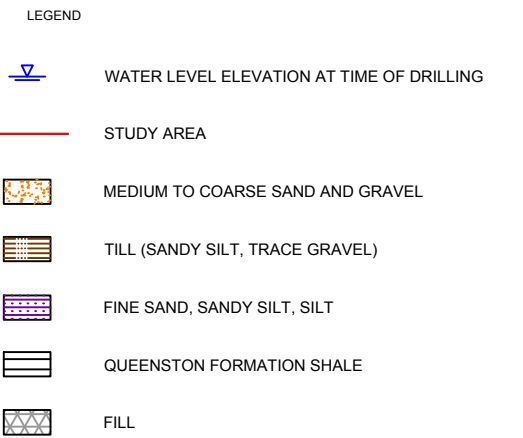 LEGEND
WATER LEVEL ELEVATION AT TIME OF DRILLING
STUDY AREA
MEDIUM TO COARSE SAND AND GRAVEL
TILL (SANDY SILT, TRACE GRAVEL)
FINE SAND, SANDY SILT, SILT
QUEENSTON FORMATION SHALE
FILL